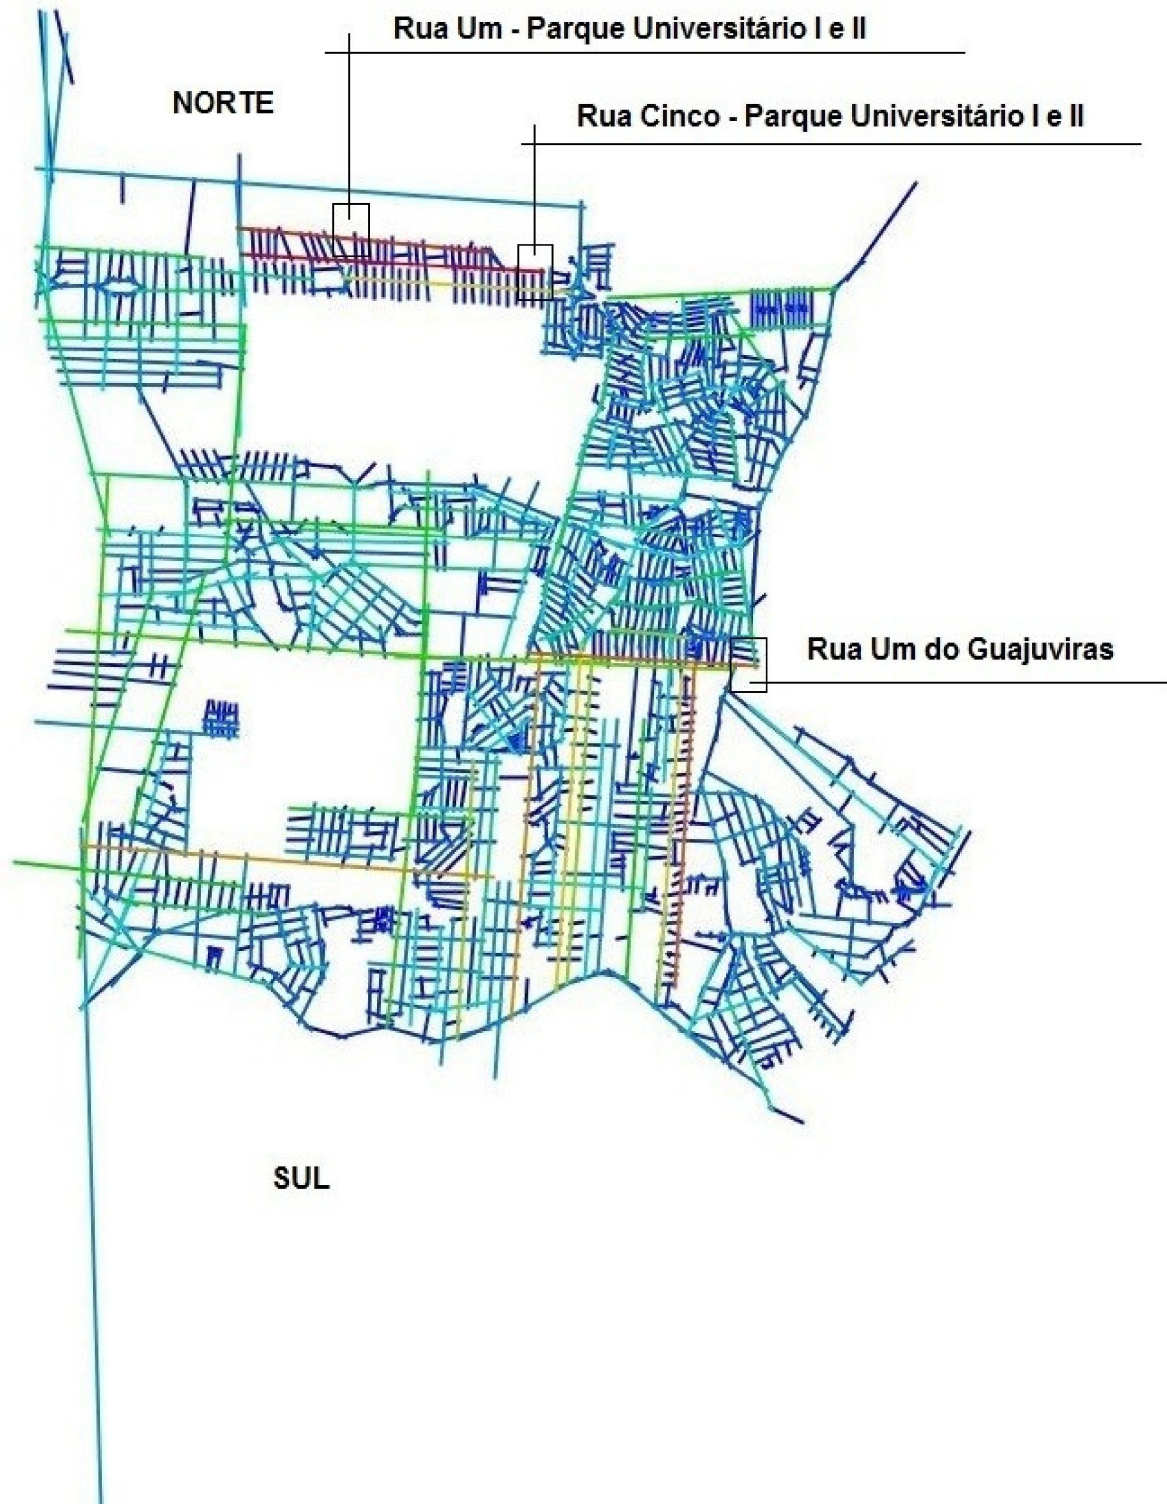 Rua Um - Parque Universitário I e II
NORTE
Rua Cinco - Parque Universitário I e II
Rua Um do Guajuviras
SUL